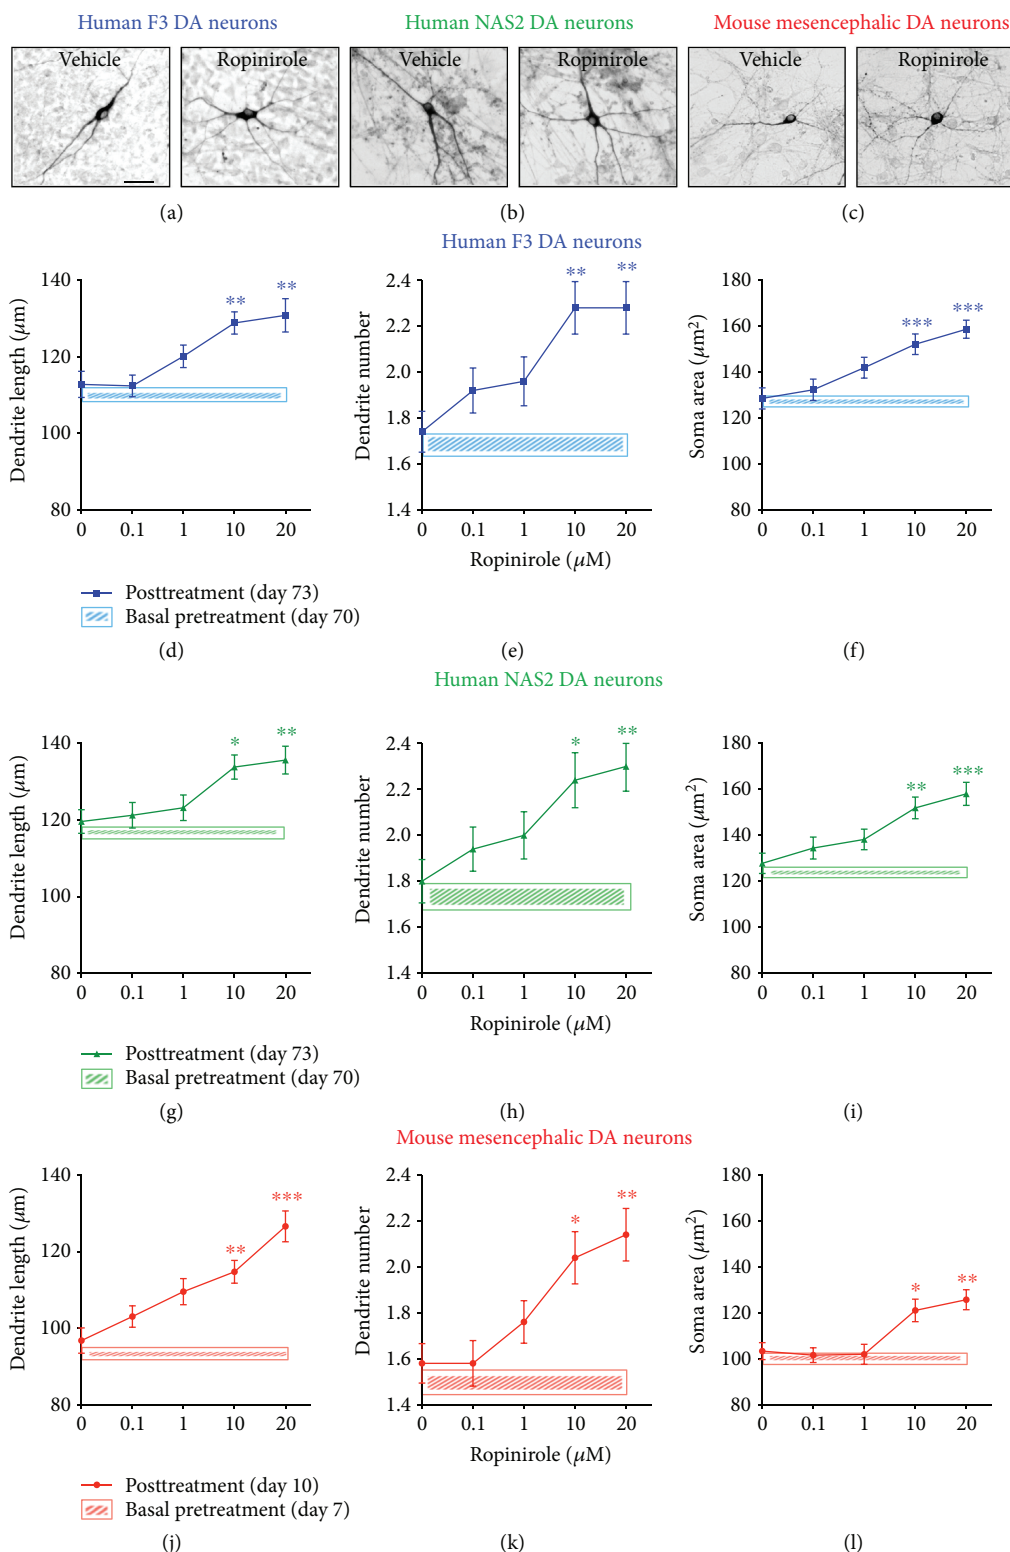 Human F3 DA neurons Human NAS2 DA neurons Mouse mesencephalic DA neurons
Vehicle Ropinirole Vehicle Ropinirole Vehicle Ropinirole
(a) (b) (c)
Human F3 DA neurons
Dendrite length (μm)
140
120
100
80
** **
0 0.1 1 10 20
Dendrite number
2.4
2.2
2.0
1.8
1.6
1.4
** **
0 0.1 1 10 20
Ropinirole (μM)
Soma area (μm²)
180
160
140
120
100
80
*** ***
0 0.1 1 10 20
Posttreatment (day 73)
Basal pretreatment (day 70)
(d) (e) (f)
Human NAS2 DA neurons
Dendrite length (μm)
140
120
100
80
* **
0 0.1 1 10 20
Dendrite number
2.4
2.2
2.0
1.8
1.6
1.4
* **
0 0.1 1 10 20
Ropinirole (μM)
Soma area (μm²)
180
160
140
120
100
80
** ***
0 0.1 1 10 20
Posttreatment (day 73)
Basal pretreatment (day 70)
(g) (h) (i)
Mouse mesencephalic DA neurons
Dendrite length (μm)
140
120
100
80
** ***
0 0.1 1 10 20
Dendrite number
2.4
2.2
2.0
1.8
1.6
1.4
* **
0 0.1 1 10 20
Ropinirole (μM)
Soma area (μm²)
180
160
140
120
100
80
* **
0 0.1 1 10 20
Posttreatment (day 10)
Basal pretreatment (day 7)
(j) (k) (l)